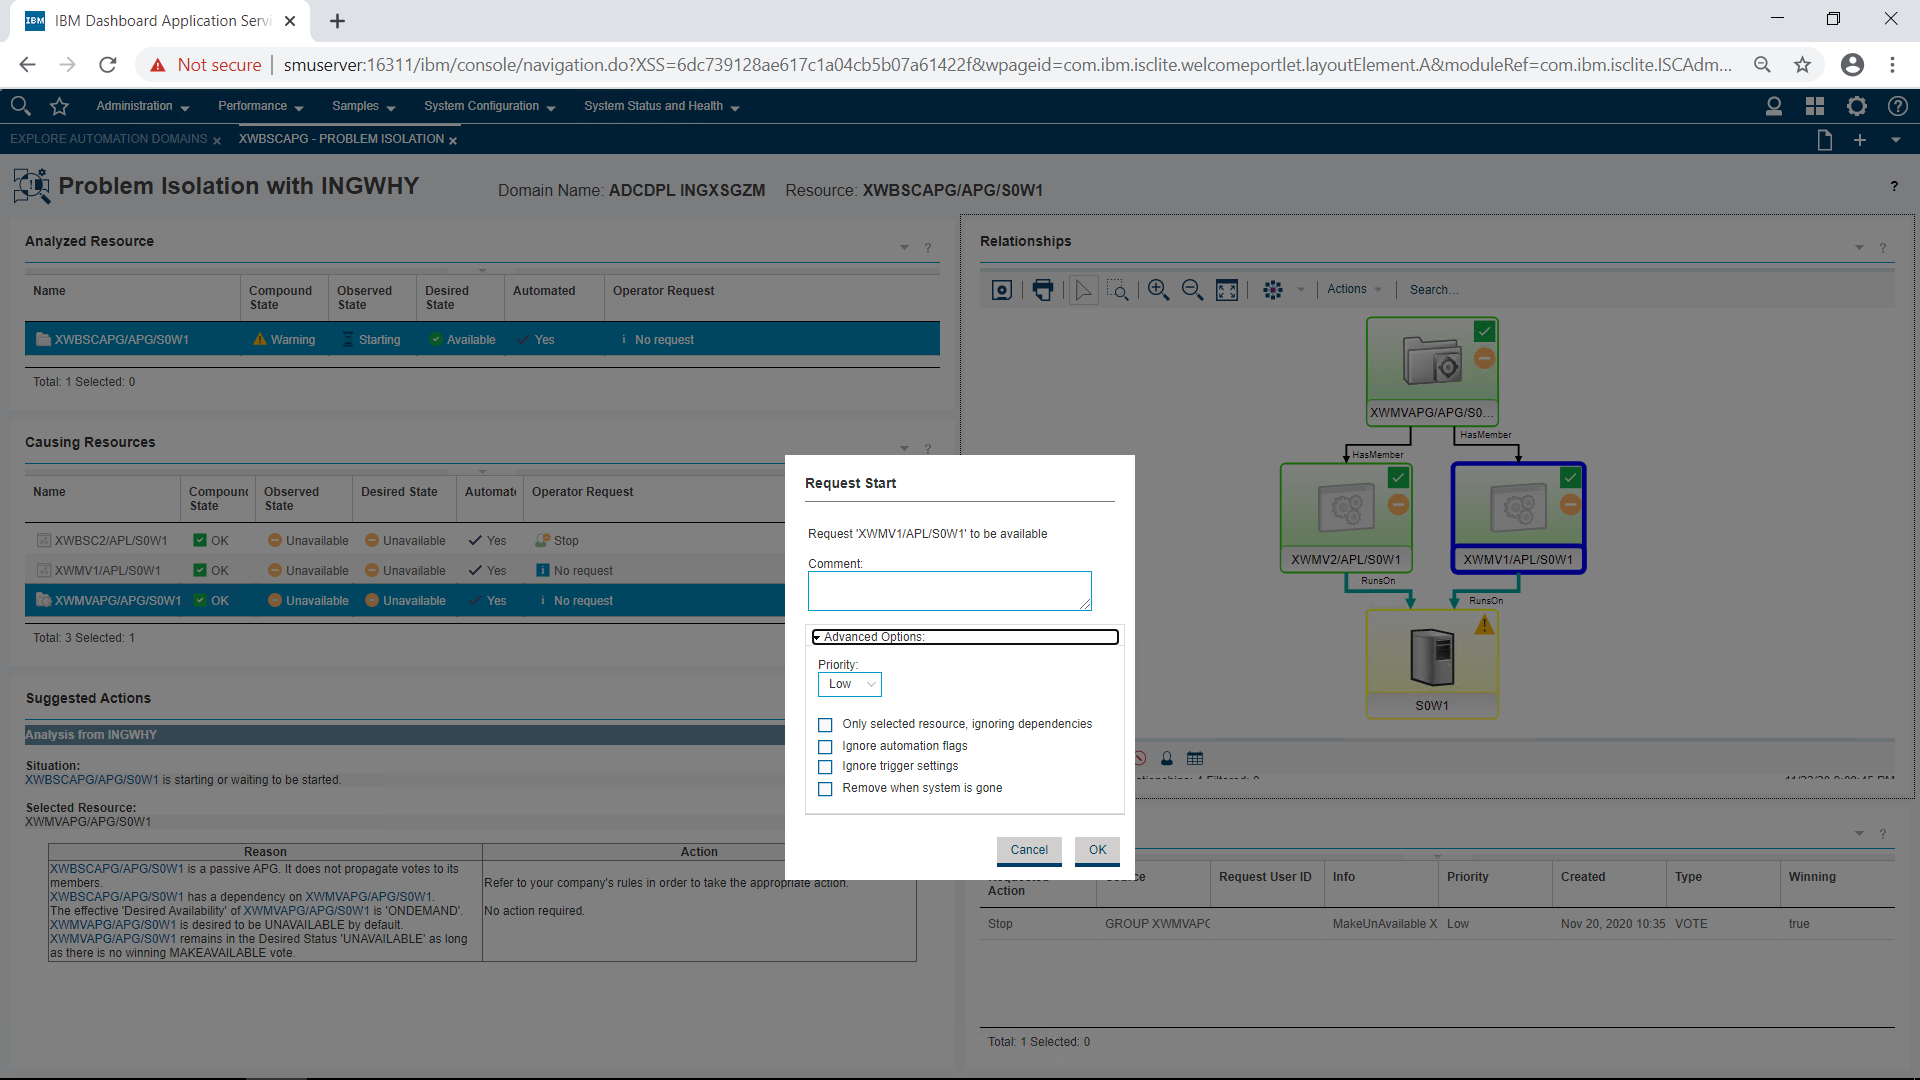 IBM Dashboard Application Servi
Not secure
smuserver:16311/ibm/console/navigation.do?XSS=6dc739128ae617c1a04cb5b07a61422f&wpageid=com.ibm.isclite.welcomeportlet.layoutElement.A&moduleRef=com.ibm.isclite.ISCAdm...
Administration Performance Samples System Configuration System Status and Health
EXPLORE AUTOMATION DOMAINS XWBSCAPG - PROBLEM ISOLATION
Problem Isolation with INGWHY
Domain Name: ADCDPL INGXSGZM Resource: XWBSCAPG/APG/S0W1
?
Analyzed Resource
Name Compound State Observed State Desired State Automated Operator Request
XWBSCAPG/APG/S0W1 Warning Starting Available Yes No request
Total: 1 Selected: 0
Causing Resources
Name Compound State Observed State Desired State Automate Operator Request
XWBSC2/APL/S0W1 OK Unavailable Unavailable Yes Stop
XWMV1/APL/S0W1 OK Unavailable Unavailable Yes No request
XWMVAPG/APG/S0W1 OK Unavailable Unavailable Yes No request
Total: 3 Selected: 1
Suggested Actions
Analysis from INGWHY
Situation:
XWBSCAPG/APG/S0W1 is starting or waiting to be started.
Selected Resource:
XWMVAPG/APG/S0W1
Reason Action
XWBSCAPG/APG/S0W1 is a passive APG. It does not propagate votes to its
members.
Refer to your company's rules in order to take the appropriate action.
XWBSCAPG/APG/S0W1 has a dependency on XWMVAPG/APG/S0W1.
The effective 'Desired Availability' of XWMVAPG/APG/S0W1 is 'ONDEMAND'.
XWMVAPG/APG/S0W1 is desired to be UNAVAILABLE by default.
XWMVAPG/APG/S0W1 remains in the Desired Status 'UNAVAILABLE' as long
as there is no winning MAKEAVAILABLE vote.
No action required.
Request Start
Request 'XWMV1/APL/S0W1' to be available
Comment:
Advanced Options:
Priority:
Low
Only selected resource, ignoring dependencies
Ignore automation flags
Ignore trigger settings
Remove when system is gone
Cancel OK
Relationships
Actions Search...
XWMVAPG/APG/S0...
HasMember
HasMember
XWMV2/APL/S0W1
XWMV1/APL/S0W1
RunsOn
RunsOn
S0W1
Action Request User ID Info Priority Created Type Winning
Stop GROUP XWMVAPG MakeUnAvailable X Low Nov 20, 2020 10:35 VOTE true
Total: 1 Selected: 0